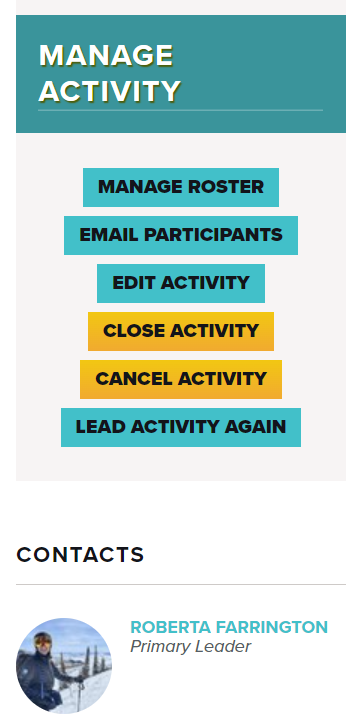 MANAGE
ACTIVITY
MANAGE ROSTER
EMAIL PARTICIPANTS
EDIT ACTIVITY
CLOSE ACTIVITY
CANCEL ACTIVITY
LEAD ACTIVITY AGAIN
CONTACTS
ROBERTA FARRINGTON
Primary Leader